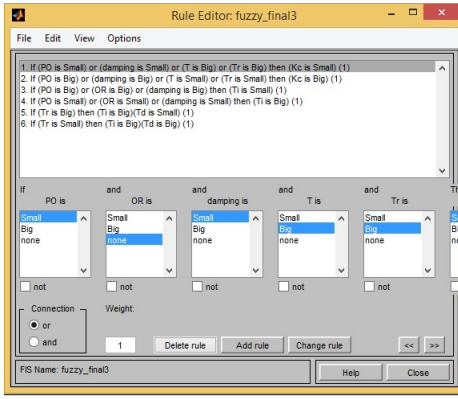 Rule Editor: fuzzy_final3
File Edit View Options
1. If (PO is Small) or (damping is Small) or (T is Big) or (Tr is Big) then (Kc is Small) (1)
2. If (PO is Big) or (damping is Big) or (T is Small) or (Tr is Small) then (Kc is Big) (1)
3. If (PO is Big) or (OR is Big) or (damping is Big) then (Ti is Small) (1)
4. If (PO is Small) or (OR is Small) or (damping is Small) then (Ti is Big) (1)
5. If (Tr is Big) then (Ti is Big)(Td is Small) (1)
6. If (Tr is Small) then (Ti is Big)(Td is Big) (1)
If and and and and Th
PO is OR is damping is T is Tr is
Small Small Small Small Small S
Big Big Big Big Big Bi
none none none none none
not not not not not
Connection Weight:
or
and 1 Delete rule Add rule Change rule << >>
FIS Name: fuzzy_final3 Help Close